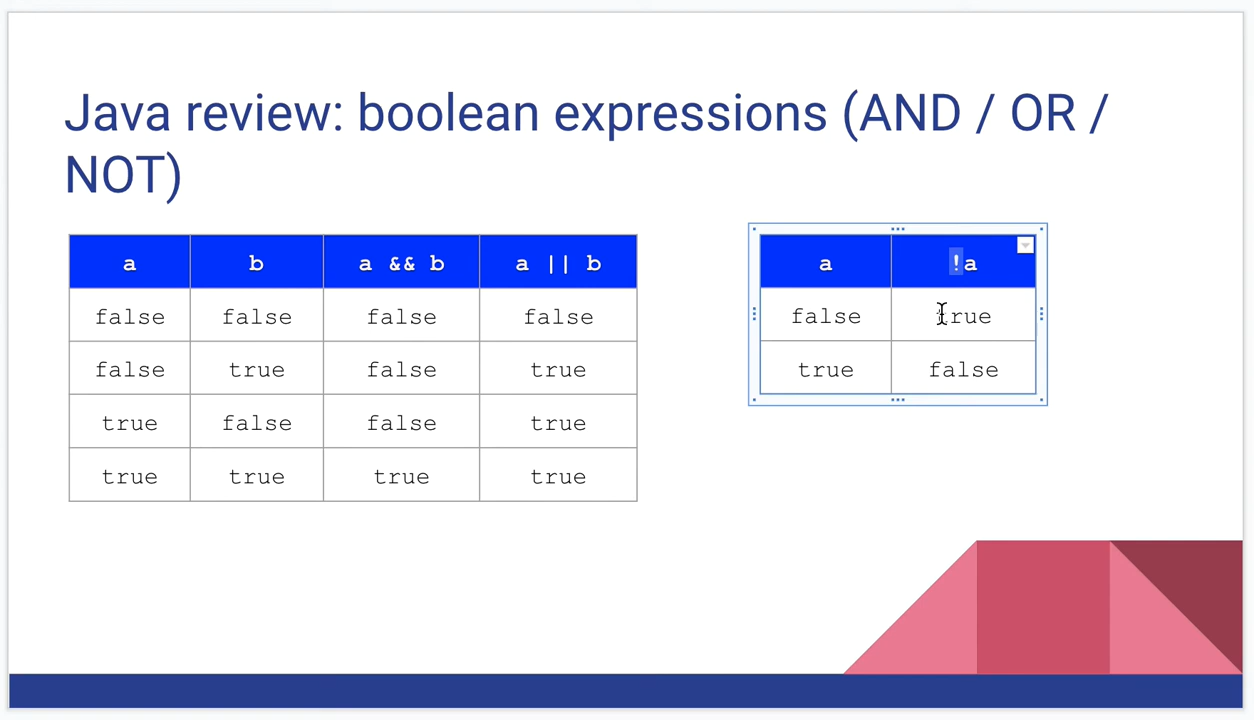 Java review: boolean expressions (AND / OR /
NOT)
a b a && b a || b
false false false false
false true false true
true false false true
true true true true
a !a
false true
true false